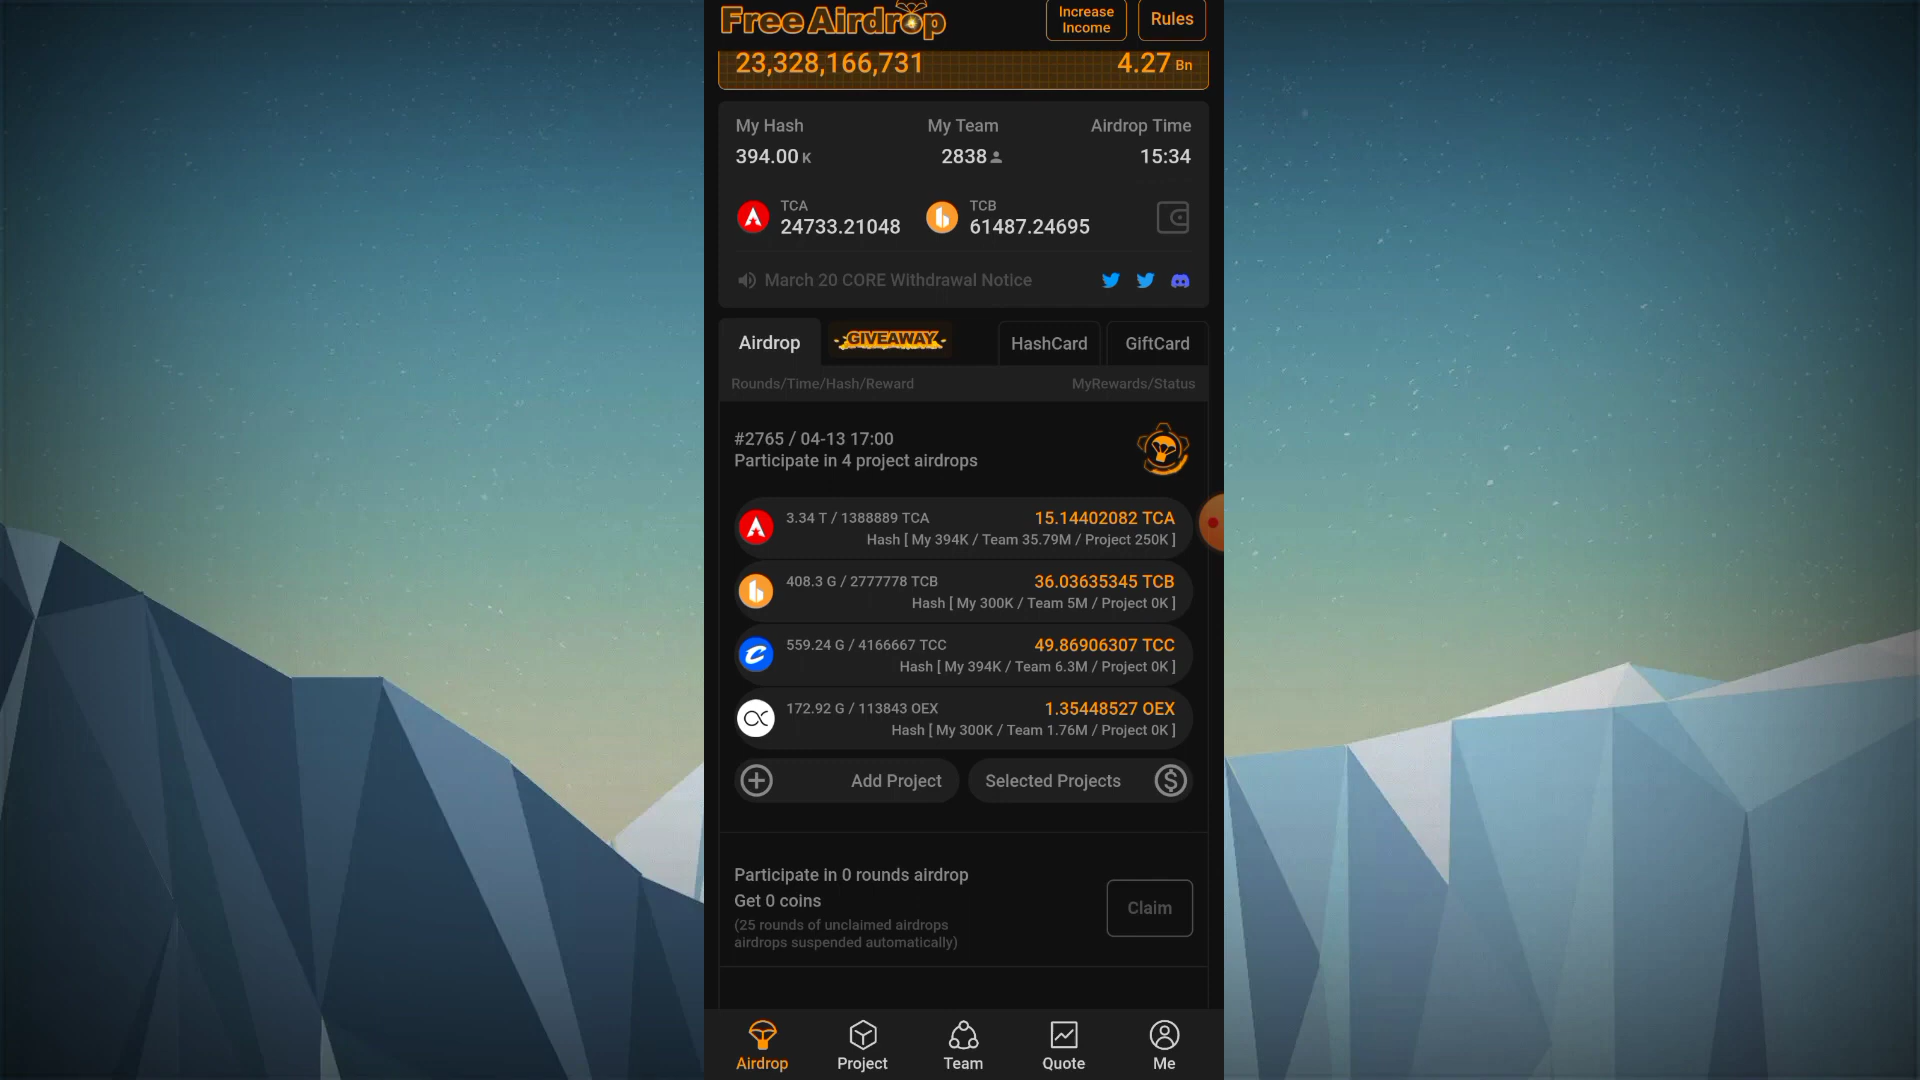 Free Airdrop
Increase
Income
Rules
23,328,166,731
4.27 Bn
My Hash
My Team
Airdrop Time
394.00 K
2838
15:34
TCA
24733.21048
TCB
61487.24695
March 20 CORE Withdrawal Notice
Airdrop
GIVEAWAY
HashCard
GiftCard
Rounds/Time/Hash/Reward
MyRewards/Status
#2765 / 04-13 17:00
Participate in 4 project airdrops
3.34 T / 1388889 TCA
15.14402082 TCA
Hash [ My 394K / Team 35.79M / Project 250K ]
408.3 G / 2777778 TCB
36.03635345 TCB
Hash [ My 300K / Team 5M / Project 0K ]
559.24 G / 4166667 TCC
49.86906307 TCC
Hash [ My 394K / Team 6.3M / Project 0K ]
172.92 G / 113843 OEX
1.35448527 OEX
Hash [ My 300K / Team 1.76M / Project 0K ]
Add Project
Selected Projects
Participate in 0 rounds airdrop
Get 0 coins
(25 rounds of unclaimed airdrops
airdrops suspended automatically)
Claim
Airdrop
Project
Team
Quote
Me